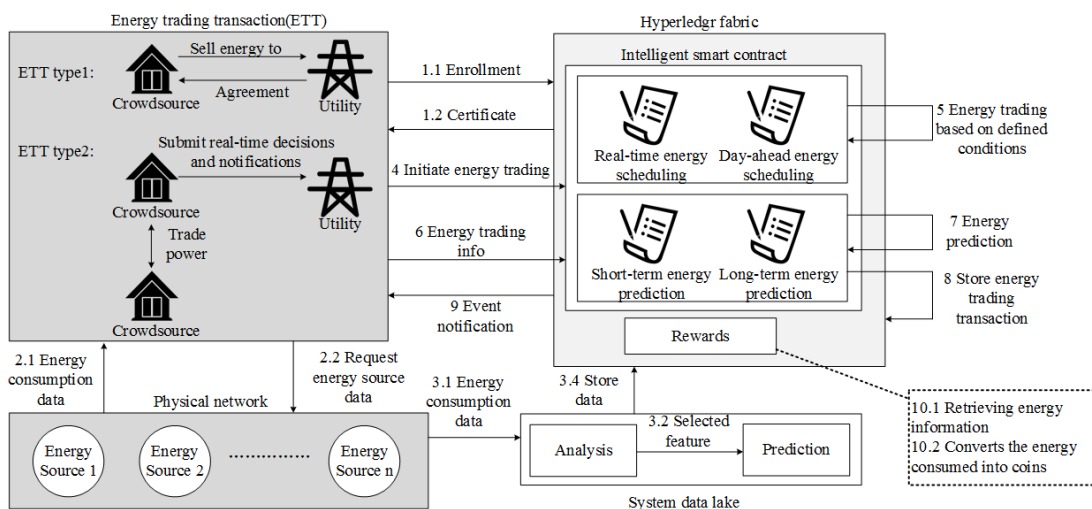 Energy trading transaction(ETT)
ETT type1:
Sell energy to
Agreement
Crowdsource
Utility
ETT type2:
Submit real-time decisions
and notifications
Crowdsource
Utility
Trade
power
Crowdsource
1.1 Enrollment
1.2 Certificate
4 Initiate energy trading
6 Energy trading
info
9 Event
notification
Hyperledgr fabric
Intelligent smart contract
Real-time energy
scheduling
Day-ahead energy
scheduling
Short-term energy
prediction
Long-term energy
prediction
Rewards
5 Energy trading
based on defined
conditions
7 Energy
prediction
8 Store energy
trading
transaction
2.1 Energy
consumption
data
2.2 Request
energy source
data
Physical network
Energy
Source 1
Energy
Source 2
..................
Energy
Source n
3.1 Energy
consumption
data
3.4 Store
data
Analysis
3.2 Selected
feature
Prediction
System data lake
10.1 Retrieving energy
information
10.2 Converts the energy
consumed into coins